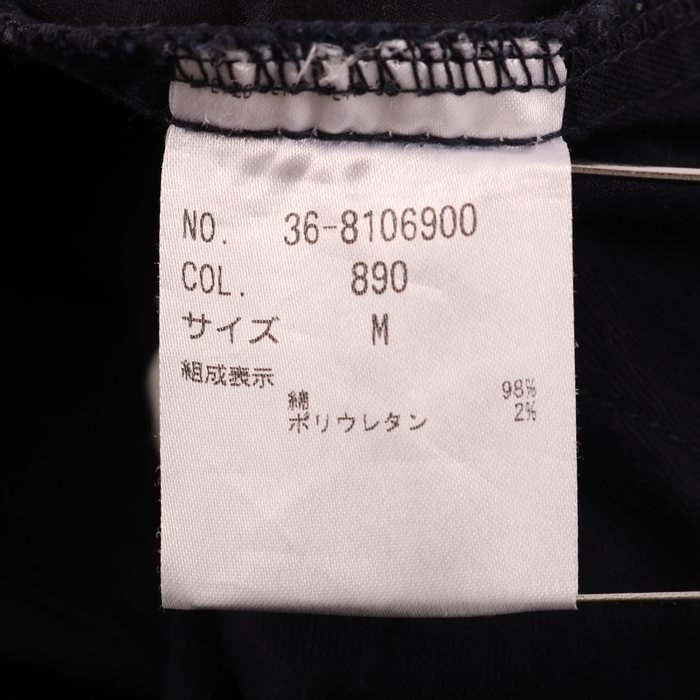 NO. 36-8106900
COL. 890
サイズ M
組成表示
綿 98%
ポリウレタン 2%